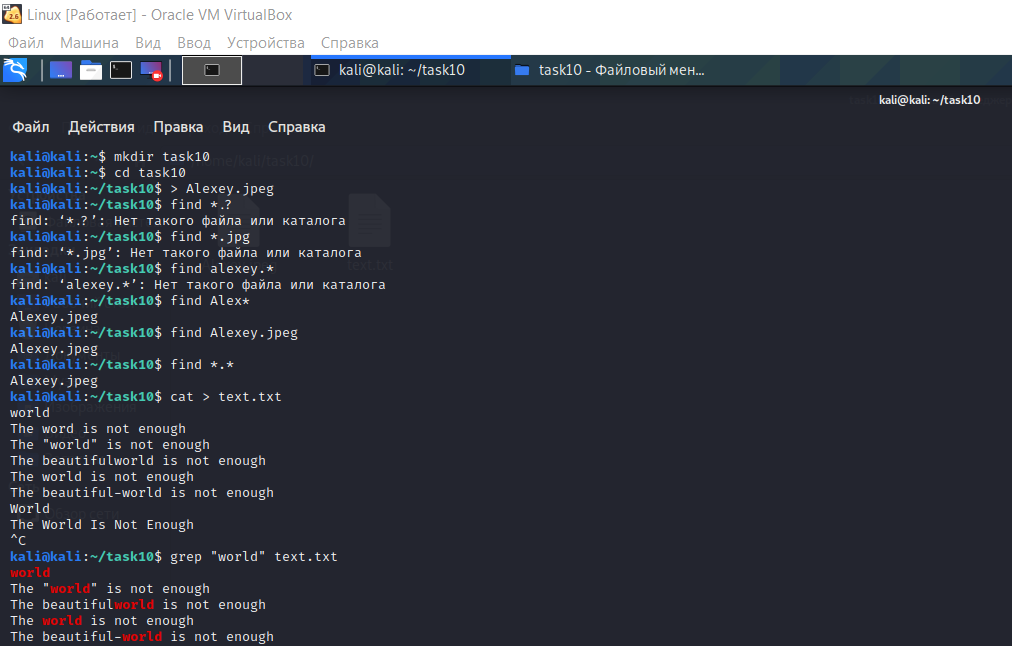 Linux [Работает] - Oracle VM VirtualBox
Файл Машина Вид Ввод Устройства Справка
kali@kali: ~/task10 task10 - Файловый мен...
kali@kali: ~/task10
Файл Действия Правка Вид Справка
kali@kali:~$ mkdir task10
kali@kali:~$ cd task10
kali@kali:~/task10$ > Alexey.jpeg
kali@kali:~/task10$ find *.?
find: ‘*.?’: Нет такого файла или каталога
kali@kali:~/task10$ find *.jpg
find: ‘*.jpg’: Нет такого файла или каталога
kali@kali:~/task10$ find alexey.*
find: ‘alexey.*’: Нет такого файла или каталога
kali@kali:~/task10$ find Alex*
Alexey.jpeg
kali@kali:~/task10$ find Alexey.jpeg
Alexey.jpeg
kali@kali:~/task10$ find *.*
Alexey.jpeg
kali@kali:~/task10$ cat > text.txt
world
The word is not enough
The "world" is not enough
The beautifulworld is not enough
The world is not enough
The beautiful-world is not enough
World
The World Is Not Enough
^C
kali@kali:~/task10$ grep "world" text.txt
world
The "world" is not enough
The beautifulworld is not enough
The world is not enough
The beautiful-world is not enough